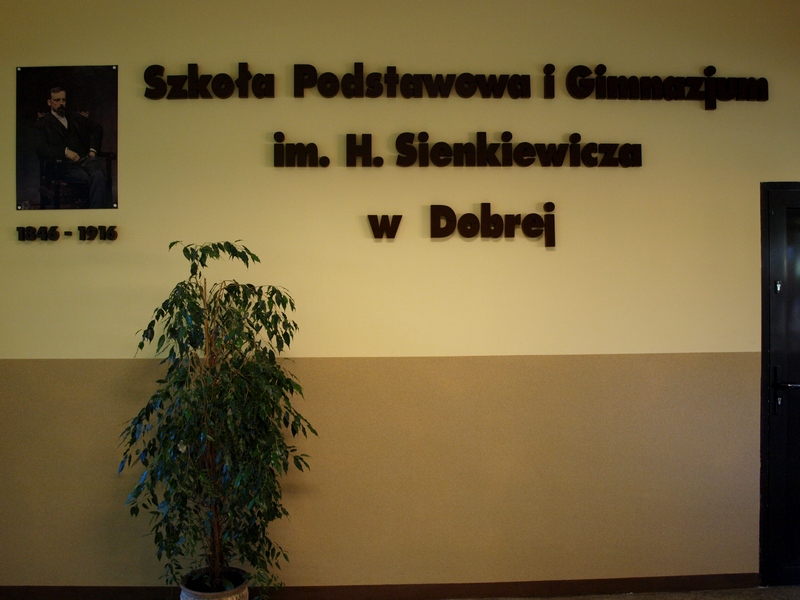 Szkoła Podstawowa i Gimnazjum
im. H. Sienkiewicza
w Dobrej
1846 - 1916